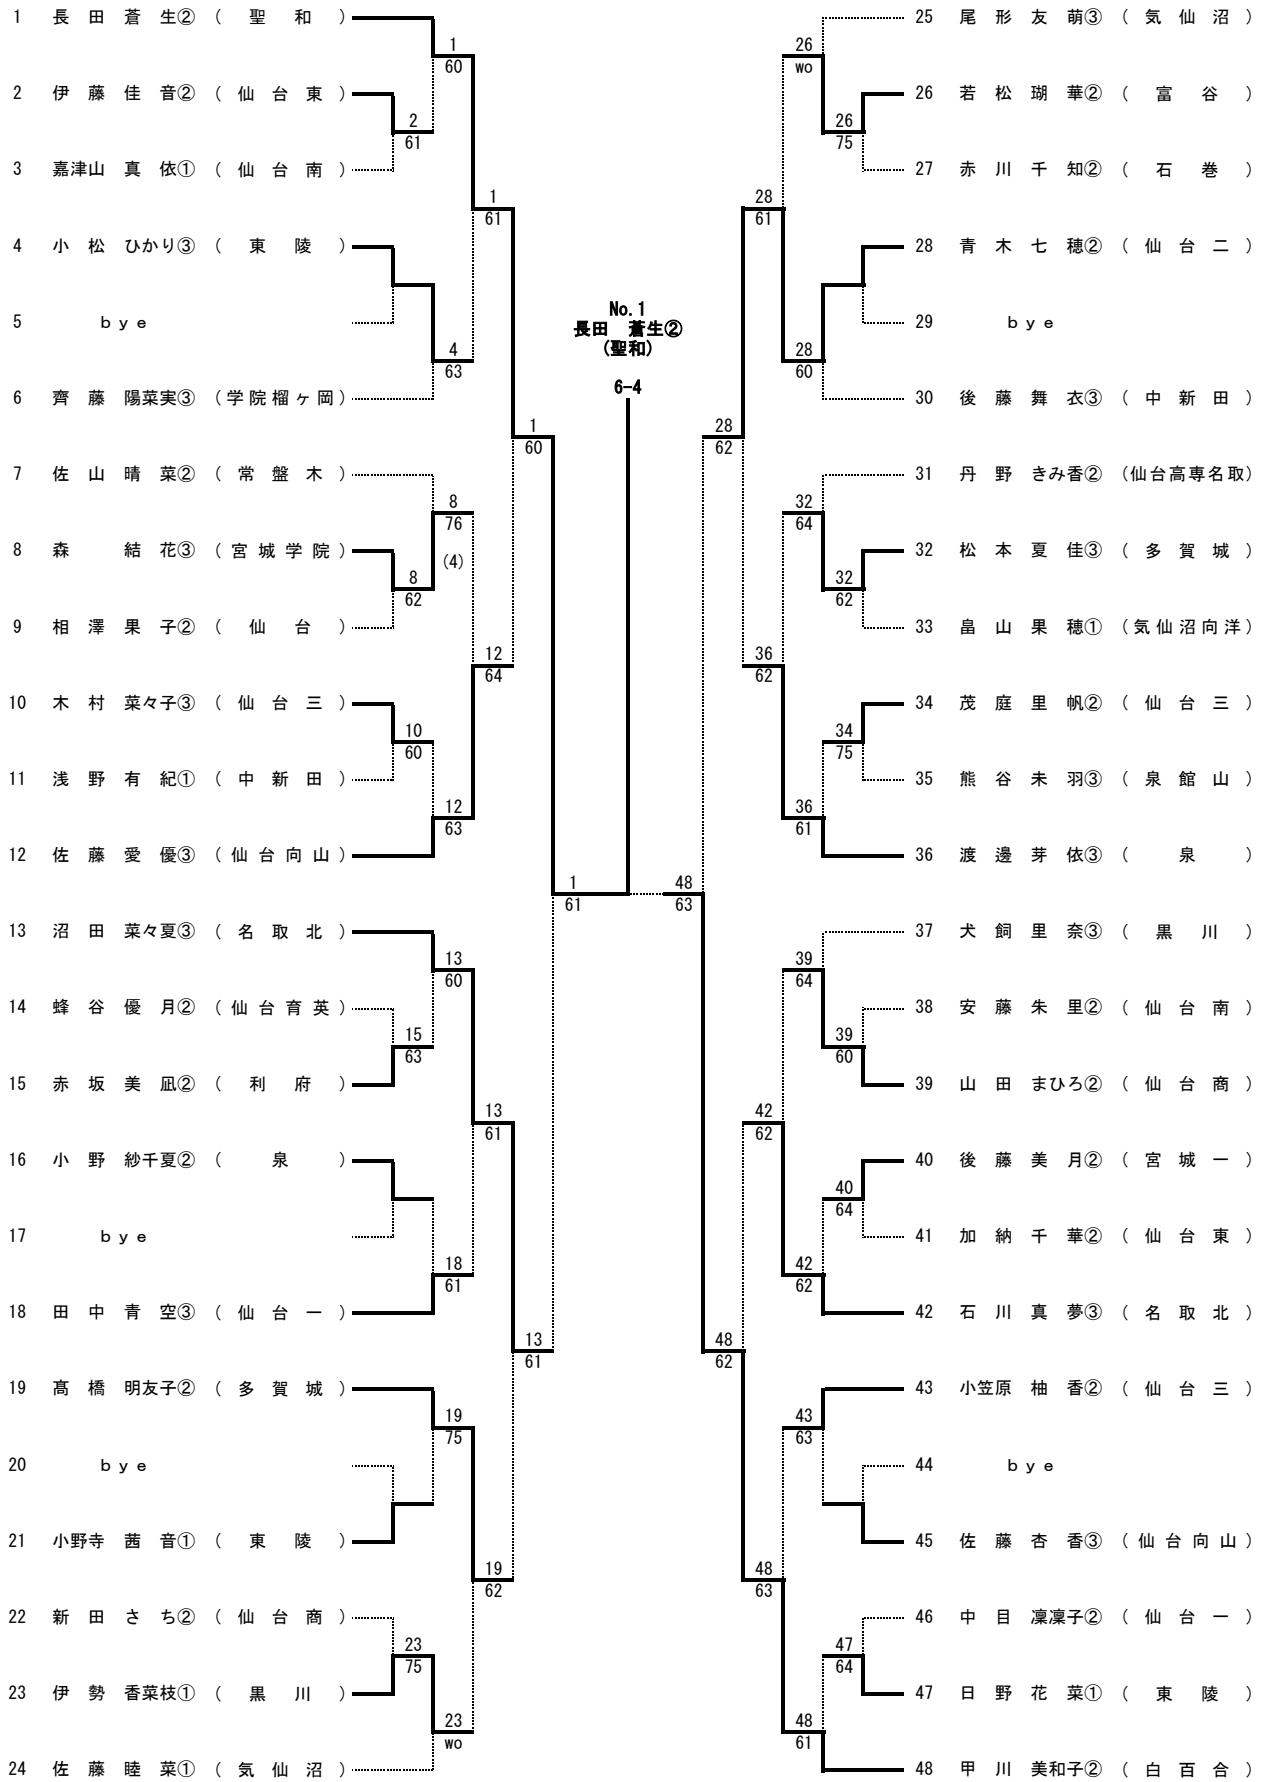 1 長田 蒼生② (聖和)
1
60
2 伊藤 佳音② (仙台東)
2
61
3 嘉津山 真依① (仙台南)
1
61
4 小松 ひかり③ (東陵)
5 bye
4
63
6 齊藤 陽菜実③ (学院榴ヶ岡)
1
60
7 佐山 晴菜② (常盤木)
8
76
(4)
8 森 結花③ (宮城学院)
8
62
9 相澤 果子② (仙台)
12
64
10 木村 菜々子③ (仙台三)
10
60
11 浅野 有紀① (中新田)
12
63
12 佐藤 愛優③ (仙台向山)
1
61
13 沼田 菜々夏③ (名取北)
13
60
14 蜂谷 優月② (仙台育英)
15
63
15 赤坂 美凪② (利府)
13
61
16 小野 紗千夏② (泉)
17 bye
18
61
18 田中 青空③ (仙台一)
13
61
19 髙橋 明友子② (多賀城)
19
75
20 bye
21 小野寺 茜音① (東陵)
19
62
22 新田 さち② (仙台商)
23
75
23 伊勢 香菜枝① (黒川)
23
wo
24 佐藤 睦菜① (気仙沼)
No.1
長田 蒼生②
(聖和)
6-4
25 尾形 友萌③ (気仙沼)
26
wo
26 若松 瑚華② (富谷)
26
75
27 赤川 千知② (石巻)
28
61
28 青木 七穂② (仙台二)
29 bye
28
60
30 後藤 舞衣③ (中新田)
28
62
31 丹野 きみ香② (仙台高専名取)
32
64
32 松本 夏佳③ (多賀城)
32
62
33 畠山 果穂① (気仙沼向洋)
36
62
34 茂庭 里帆② (仙台三)
34
75
35 熊谷 未羽③ (泉館山)
36
61
36 渡邊 芽依③ (泉)
48
63
37 犬飼 里奈③ (黒川)
39
64
38 安藤 朱里② (仙台南)
39
60
39 山田 まひろ② (仙台商)
42
62
40 後藤 美月② (宮城一)
40
64
41 加納 千華② (仙台東)
42
62
42 石川 真夢③ (名取北)
48
62
43 小笠原 柚香② (仙台三)
43
63
44 bye
45 佐藤 杏香③ (仙台向山)
48
63
46 中目 凜凜子② (仙台一)
47
64
47 日野 花菜① (東陵)
48
61
48 甲川 美和子② (白百合)